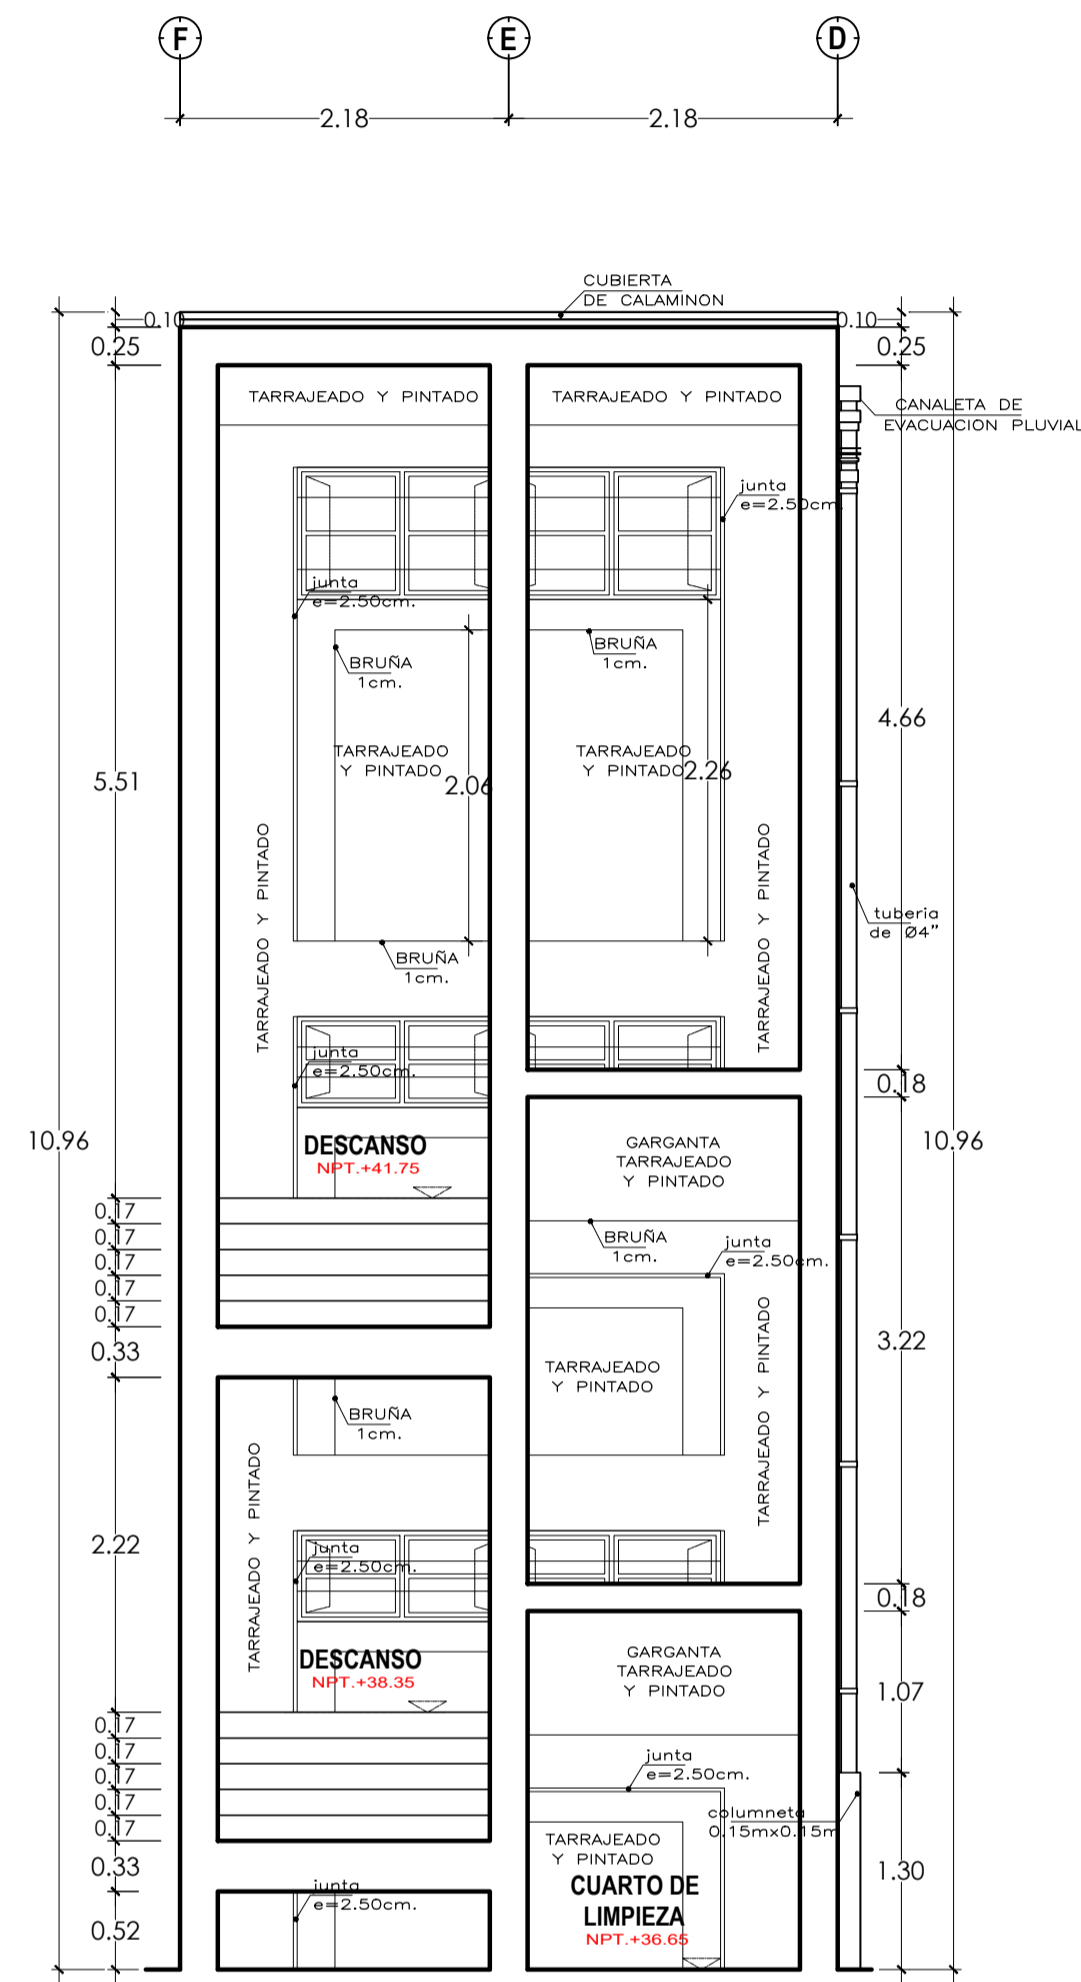 F E D
2.18 2.18
CUBIERTA
DE CALAMINON
0.10 0.10
0.25 0.25
TARRAJEADO Y PINTADO TARRAJEADO Y PINTADO
CANALETA DE
EVACUACION PLUVIAL
junta
e=2.50cm.
junta
e=2.50cm.
BRUÑA
1cm.
BRUÑA
1cm.
4.66
TARRAJEADO
Y PINTADO
2.06
TARRAJEADO
Y PINTADO
2.26
5.51
TARRAJEADO Y PINTADO
TARRAJEADO Y PINTADO
tuberia
de Ø4"
BRUÑA
1cm.
junta
e=2.50cm.
0.18
10.96
DESCANSO
NPT.+41.75
GARGANTA
TARRAJEADO
Y PINTADO
10.96
0.17
0.17
0.17
0.17
0.17
BRUÑA
1cm.
junta
e=2.50cm.
0.33
3.22
TARRAJEADO
Y PINTADO
TARRAJEADO Y PINTADO
BRUÑA
1cm.
TARRAJEADO Y PINTADO
2.22
junta
e=2.50cm.
0.18
DESCANSO
NPT.+38.35
GARGANTA
TARRAJEADO
Y PINTADO
1.07
0.17
0.17
0.17
0.17
0.17
junta
e=2.50cm.
columneta
0.15mx0.15m
TARRAJEADO
Y PINTADO
0.33
1.30
junta
e=2.50cm.
CUARTO DE
LIMPIEZA
NPT.+36.65
0.52